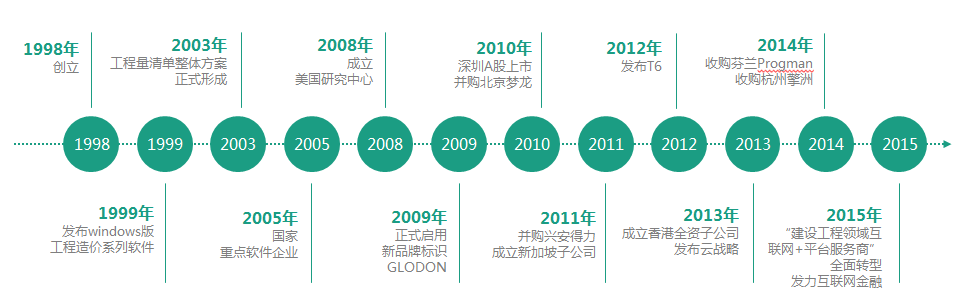 1998年
创立
2003年
工程量清单整体方案
正式形成
2008年
成立
美国研究中心
2010年
深圳A股上市
并购北京梦龙
2012年
发布T6
2014年
收购芬兰Progman
收购杭州擎洲
1998
1999
2003
2005
2008
2009
2010
2011
2012
2013
2014
2015
1999年
发布windows版
工程造价系列软件
2005年
国家
重点软件企业
2009年
正式启用
新品牌标识
GLODON
2011年
并购兴安得力
成立新加坡子公司
2013年
成立香港全资子公司
发布云战略
2015年
“建设工程领域互
联网+平台服务商”
全面转型
发力互联网金融